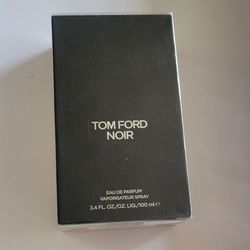 TOM FORD
NOIR
EAU DE PARFUM
VAPORISATEUR SPRAY
3.4 FL. OZ./OZ. LIQ./100 ml ℮